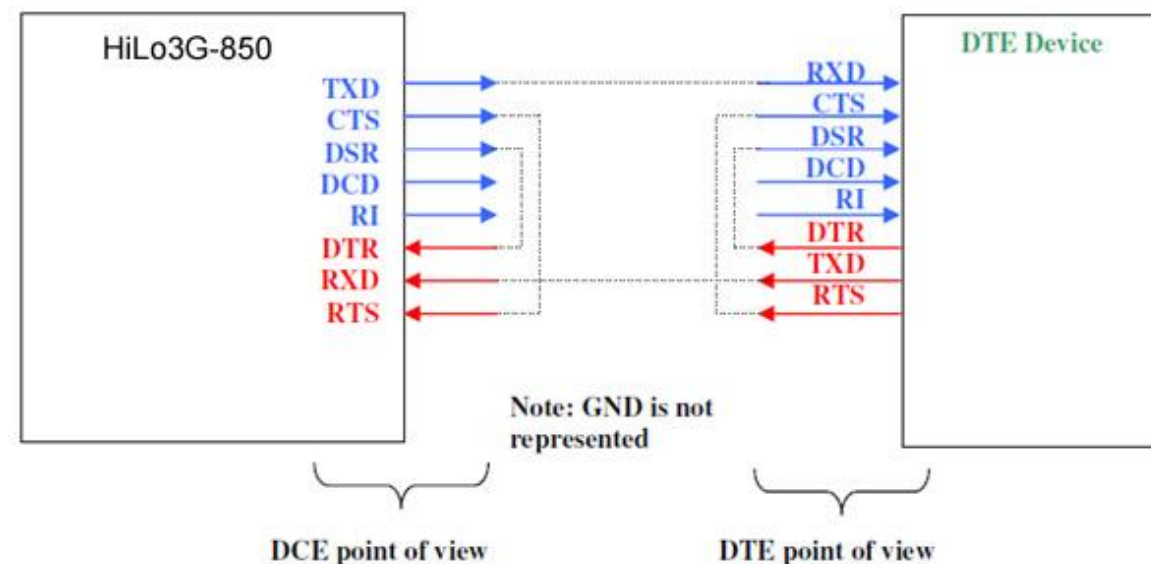 HiLo3G-850
TXD
CTS
DSR
DCD
RI
DTR
RXD
RTS
DTE Device
RXD
CTS
DSR
DCD
RI
DTR
TXD
RTS
Note: GND is not
represented
DCE point of view
DTE point of view